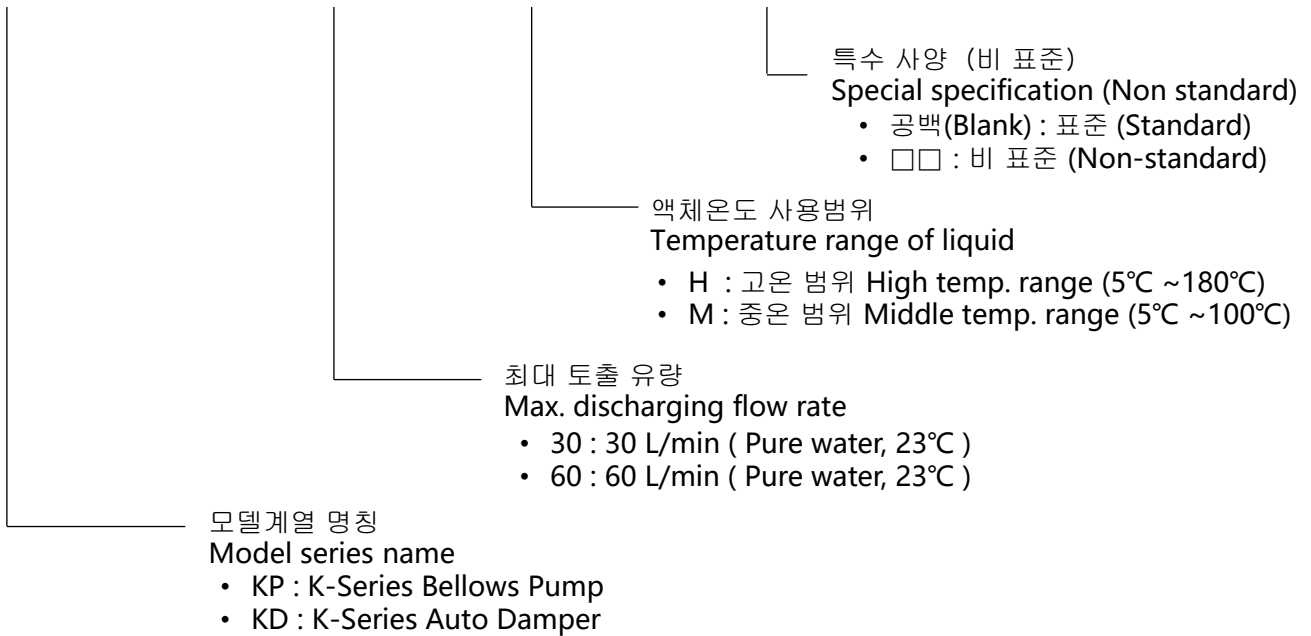 특수 사양 (비 표준)
Special specification (Non standard)
• 공백(Blank) : 표준 (Standard)
• □□ : 비 표준 (Non-standard)
액체온도 사용범위
Temperature range of liquid
• H : 고온 범위 High temp. range (5℃ ~180℃)
• M : 중온 범위 Middle temp. range (5℃ ~100℃)
최대 토출 유량
Max. discharging flow rate
• 30 : 30 L/min ( Pure water, 23℃ )
• 60 : 60 L/min ( Pure water, 23℃ )
모델계열 명칭
Model series name
• KP : K-Series Bellows Pump
• KD : K-Series Auto Damper